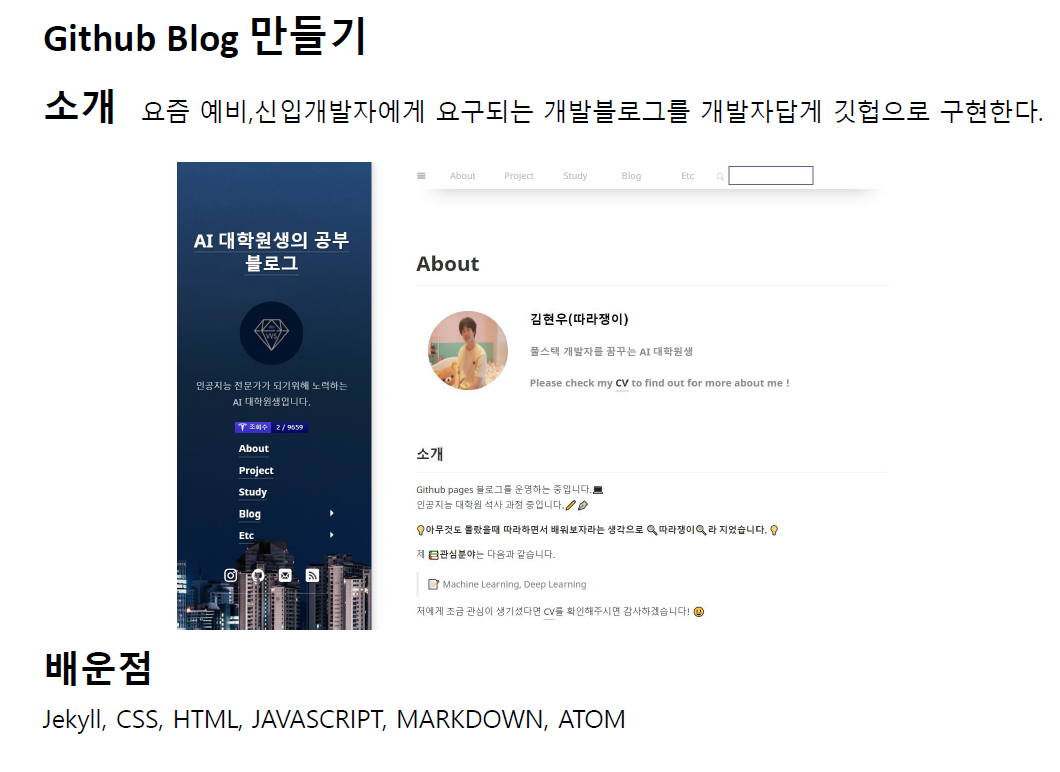 Github Blog 만들기
소개 요즘 예비,신입개발자에게 요구되는 개발블로그를 개발자답게 깃헙으로 구현한다.
AI 대학원생의 공부
블로그
VVS
인공지능 전문가가 되기위해 노력하는
AI 대학원생입니다.
조회수 2 / 9659
About
Project
Study
Blog
Etc
About Project Study Blog Etc
About
김현우(따라쟁이)
풀스택 개발자를 꿈꾸는 AI 대학원생
Please check my CV to find out for more about me !
소개
Github pages 블로그를 운영하는 중입니다.💻
인공지능 대학원 석사 과정 중입니다.✏️🖋
💡아무것도 몰랐을때 따라하면서 배워보자라는 생각으로 🔍따라쟁이🔍라 지었습니다. 💡
제 📚관심분야는 다음과 같습니다.
📝 Machine Learning, Deep Learning
저에게 조금 관심이 생기셨다면 CV를 확인해주시면 감사하겠습니다! 😀
배운점
Jekyll, CSS, HTML, JAVASCRIPT, MARKDOWN, ATOM